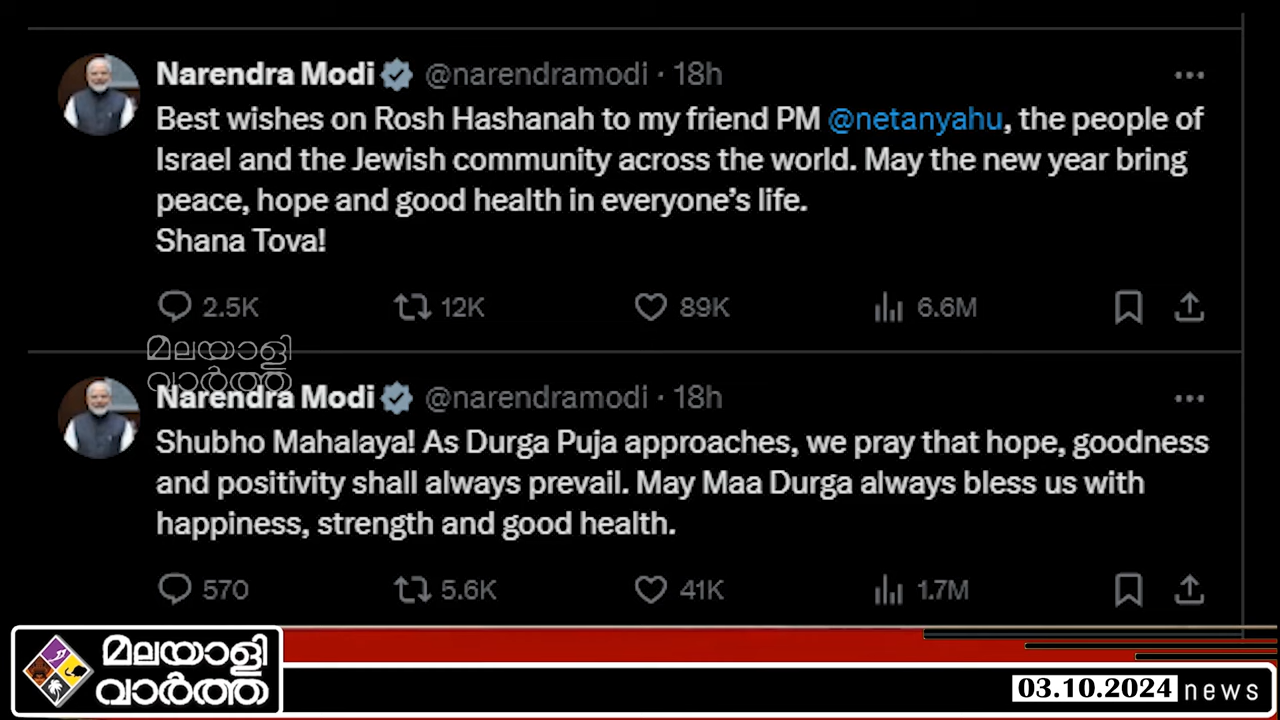 Narendra Modi @narendramodi · 18h
Best wishes on Rosh Hashanah to my friend PM @netanyahu, the people of
Israel and the Jewish community across the world. May the new year bring
peace, hope and good health in everyone’s life.
Shana Tova!
2.5K 12K 89K 6.6M
മലയാളി
വാർത്ത
Narendra Modi @narendramodi · 18h
Shubho Mahalaya! As Durga Puja approaches, we pray that hope, goodness
and positivity shall always prevail. May Maa Durga always bless us with
happiness, strength and good health.
570 5.6K 41K 1.7M
മലയാളി
വാർത്ത
03.10.2024 news